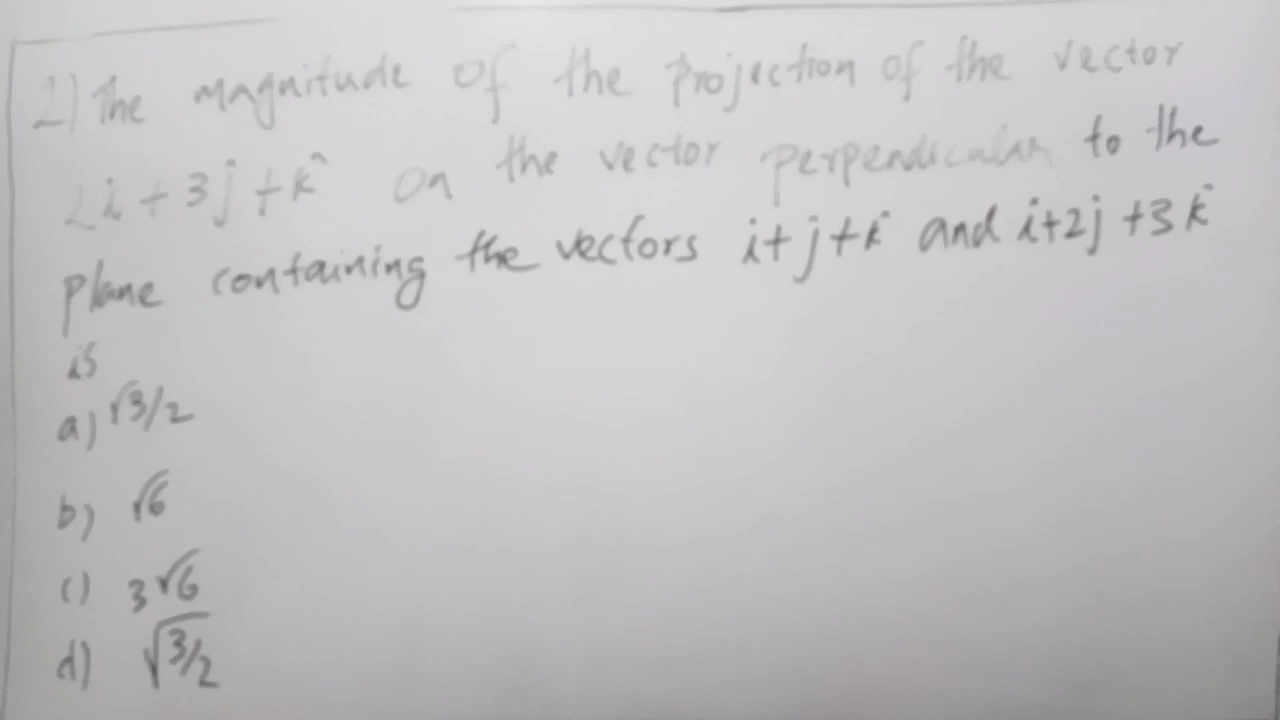 2) The magnitude of the projection of the vector
2i + 3j + k̂ on the vector perpendicular to the
plane containing the vectors i + j + k̂ and i + 2j + 3k̂
is
a) √3/2
b) √6
c) 3√6
d) √3/2